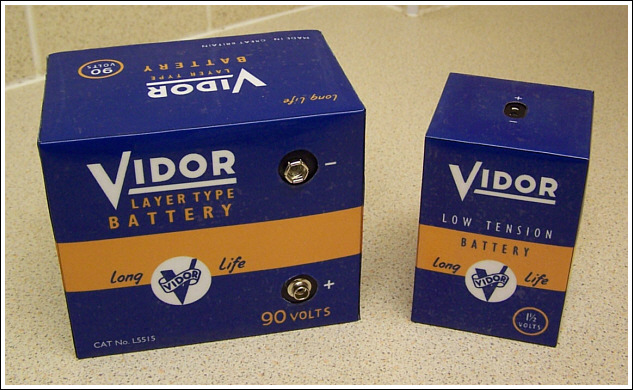 MADE IN GREAT BRITAIN
VIDOR
LAYER TYPE
BATTERY
90
VOLTS
Long Life
VIDOR
LAYER TYPE
BATTERY
−
Long Life
VIDOR
+
90 VOLTS
CAT No. L5515
+
−
VIDOR
LOW TENSION
BATTERY
Long Life
VIDOR
1½
VOLTS